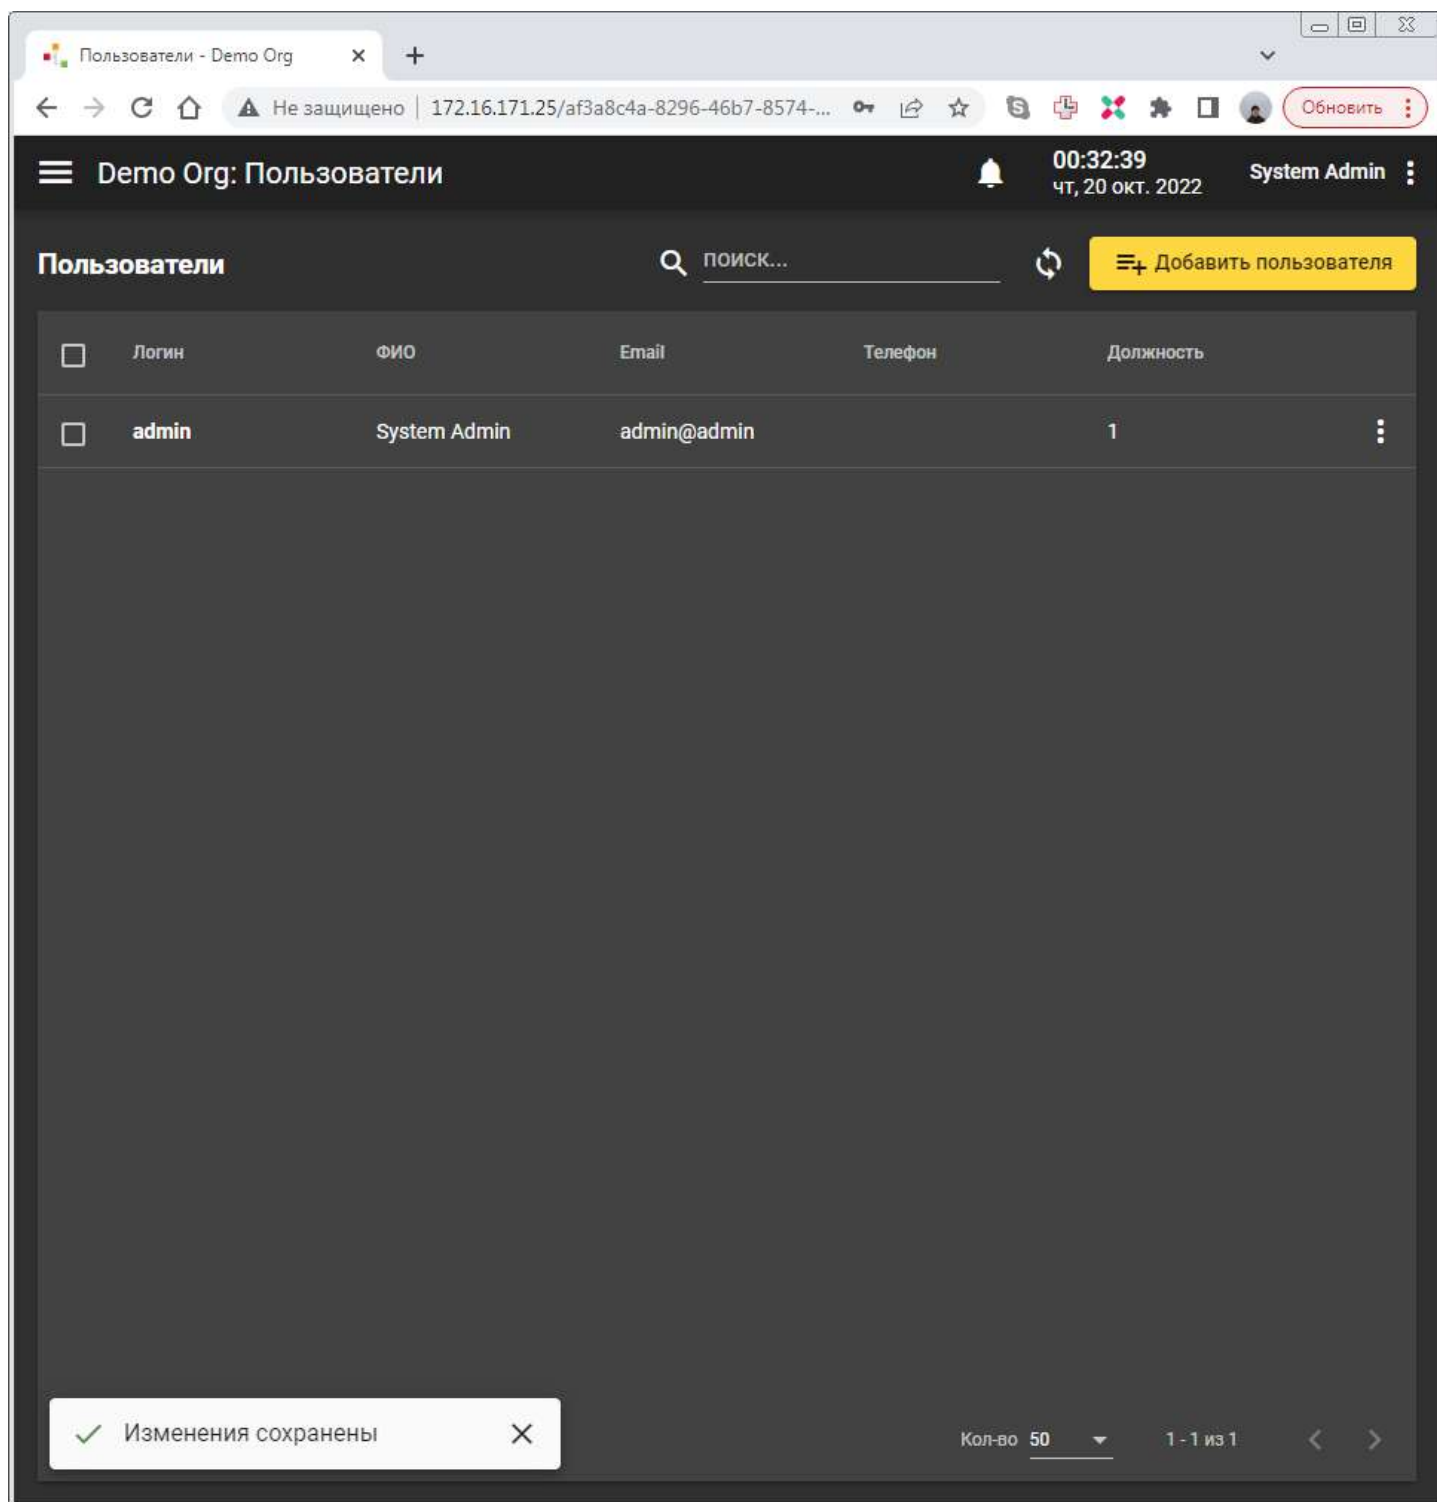 Пользователи - Demo Org
Не защищено | 172.16.171.25/af3a8c4a-8296-46b7-8574-...
Обновить
Demo Org: Пользователи
00:32:39
чт, 20 окт. 2022
System Admin
Пользователи
поиск...
Добавить пользователя
Логин ФИО Email Телефон Должность
admin System Admin admin@admin 1
Изменения сохранены
Кол-во 50 1 - 1 из 1